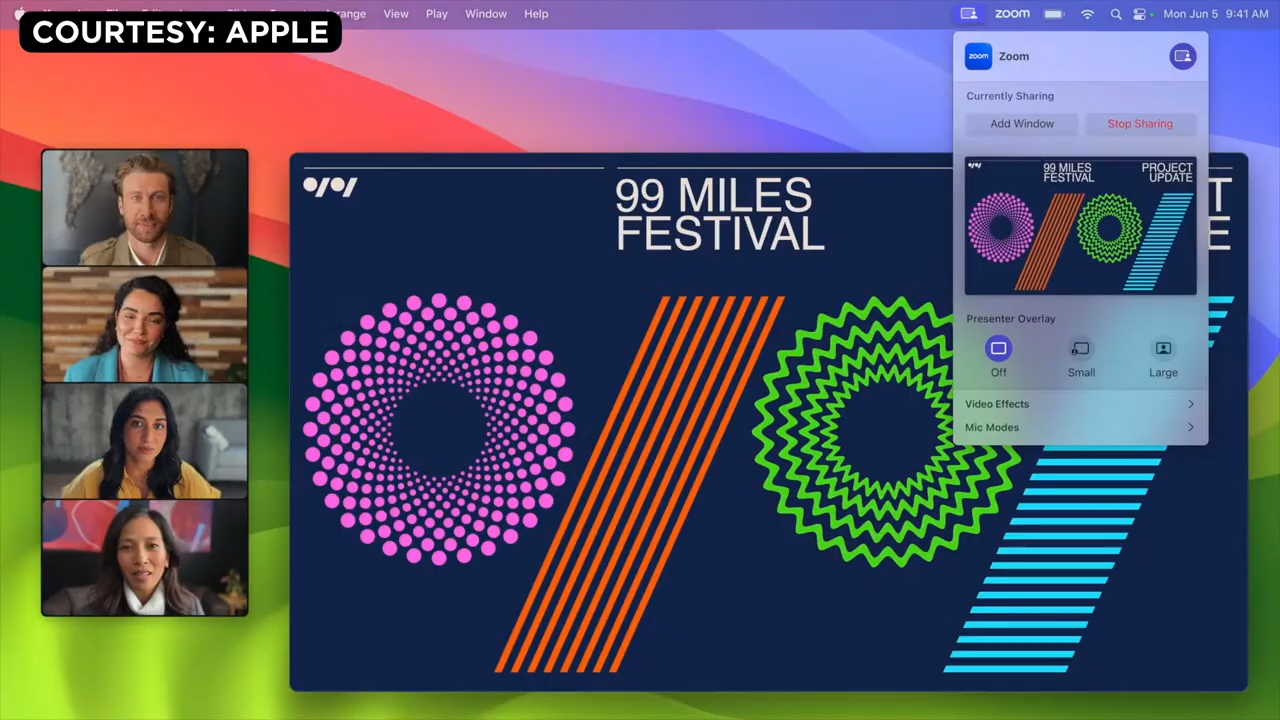 COURTESY: APPLE
View Play Window Help
zoom
Mon Jun 5 9:41 AM
zoom
Zoom
Currently Sharing
Add Window
Stop Sharing
99 MILES
FESTIVAL
PROJECT
UPDATE
Presenter Overlay
Off
Small
Large
Video Effects
Mic Modes
99 MILES
FESTIVAL
T
E